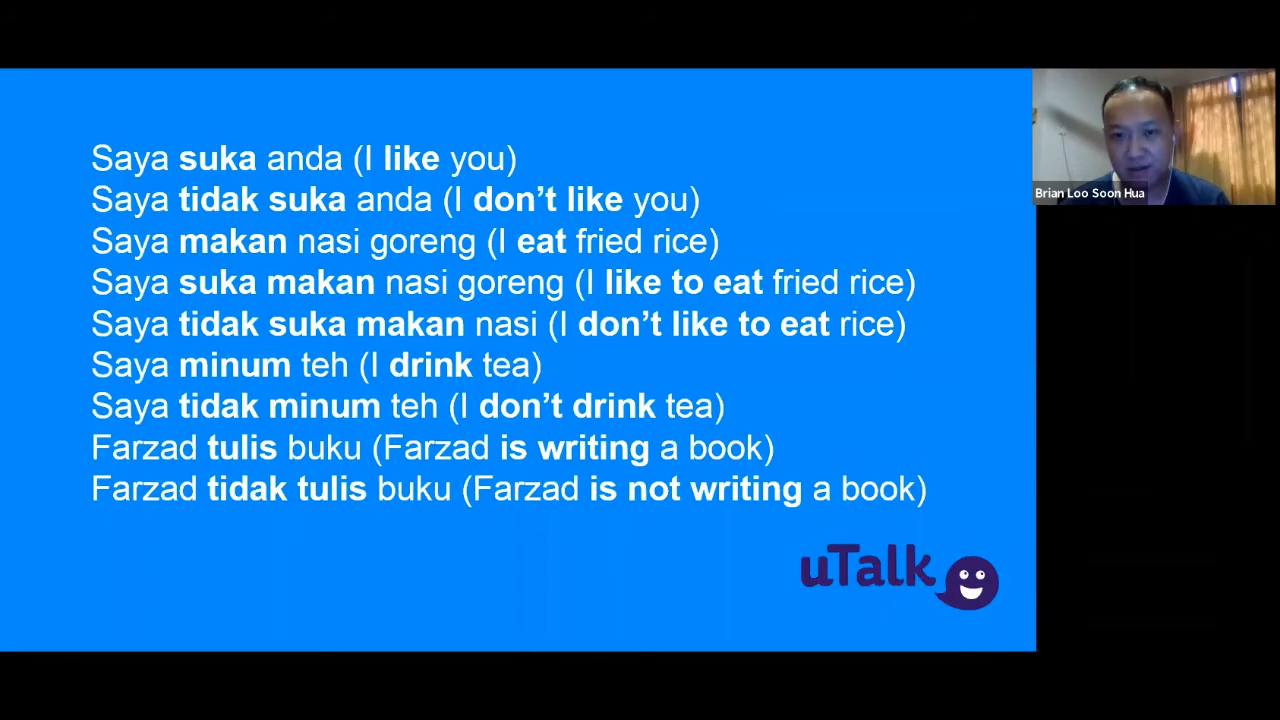 Saya suka anda (I like you)
Saya tidak suka anda (I don’t like you)
Saya makan nasi goreng (I eat fried rice)
Saya suka makan nasi goreng (I like to eat fried rice)
Saya tidak suka makan nasi (I don’t like to eat rice)
Saya minum teh (I drink tea)
Saya tidak minum teh (I don’t drink tea)
Farzad tulis buku (Farzad is writing a book)
Farzad tidak tulis buku (Farzad is not writing a book)
uTalk
Brian Loo Soon Hua